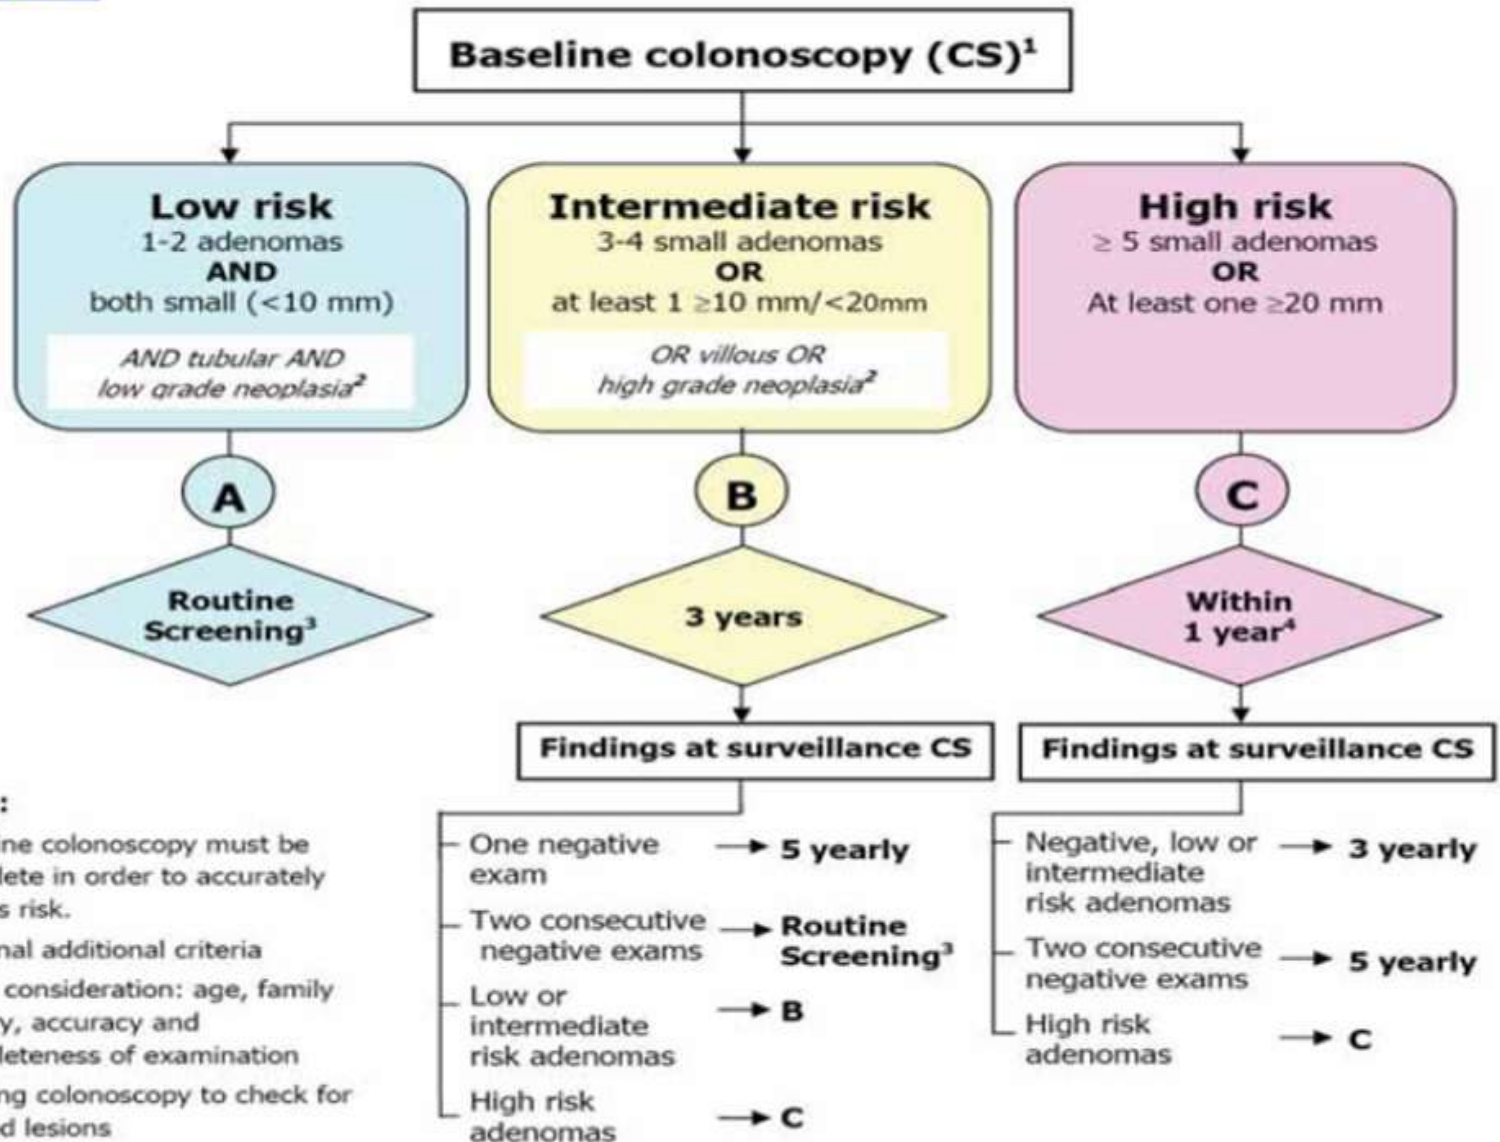 Baseline colonoscopy (CS)¹
Low risk
1-2 adenomas
AND
both small (<10 mm)
AND tubular AND
low grade neoplasia²
Intermediate risk
3-4 small adenomas
OR
at least 1 ≥10 mm/<20mm
OR villous OR
high grade neoplasia²
High risk
≥ 5 small adenomas
OR
At least one ≥20 mm
A
B
C
Routine
Screening³
3 years
Within
1 year⁴
Findings at surveillance CS
One negative
exam
5 yearly
Two consecutive
negative exams
Routine
Screening³
Low or
intermediate
risk adenomas
B
High risk
adenomas
C
Findings at surveillance CS
Negative, low or
intermediate
risk adenomas
3 yearly
Two consecutive
negative exams
5 yearly
High risk
adenomas
C
:
colonoscopy must be
in order to accurately
risk.
additional criteria
consideration: age, family
accuracy and
of examination
colonoscopy to check for
lesions